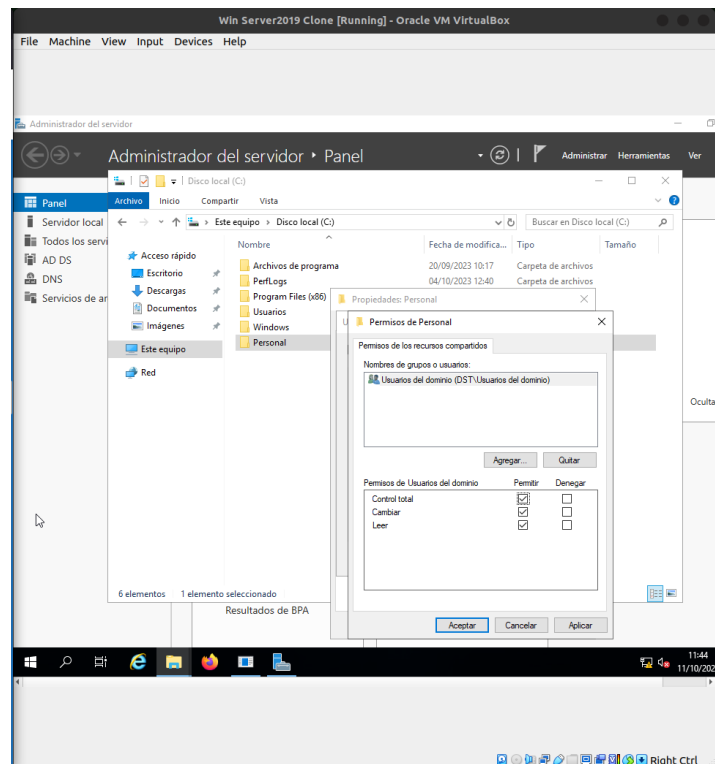 Win Server2019 Clone [Running] - Oracle VM VirtualBox
File Machine View Input Devices Help
Administrador del servidor
Administrador del servidor ‣ Panel
Administrar Herramientas Ver
Disco local (C:)
Panel
Archivo Inicio Compartir Vista
Servidor local
Este equipo > Disco local (C:)
Buscar en Disco local (C:)
Todos los servi
AD DS
DNS
Servicios de ar
Nombre Fecha de modifica... Tipo Tamaño
Acceso rápido
Escritorio
Descargas
Documentos
Imágenes
Este equipo
Red
Archivos de programa 20/09/2023 10:17 Carpeta de archivos
PerfLogs 04/10/2023 12:40 Carpeta de archivos
Program Files (x86)
Usuarios
Windows
Personal
Propiedades: Personal
Permisos de Personal
Permisos de los recursos compartidos
Nombres de grupos o usuarios:
Usuarios del dominio (DST\Usuarios del dominio)
Oculta
Agregar... Quitar
Permisos de Usuarios del dominio Permitir Denegar
Control total
Cambiar
Leer
6 elementos 1 elemento seleccionado
Resultados de BPA
Aceptar Cancelar Aplicar
11:44
11/10/202
Right Ctrl